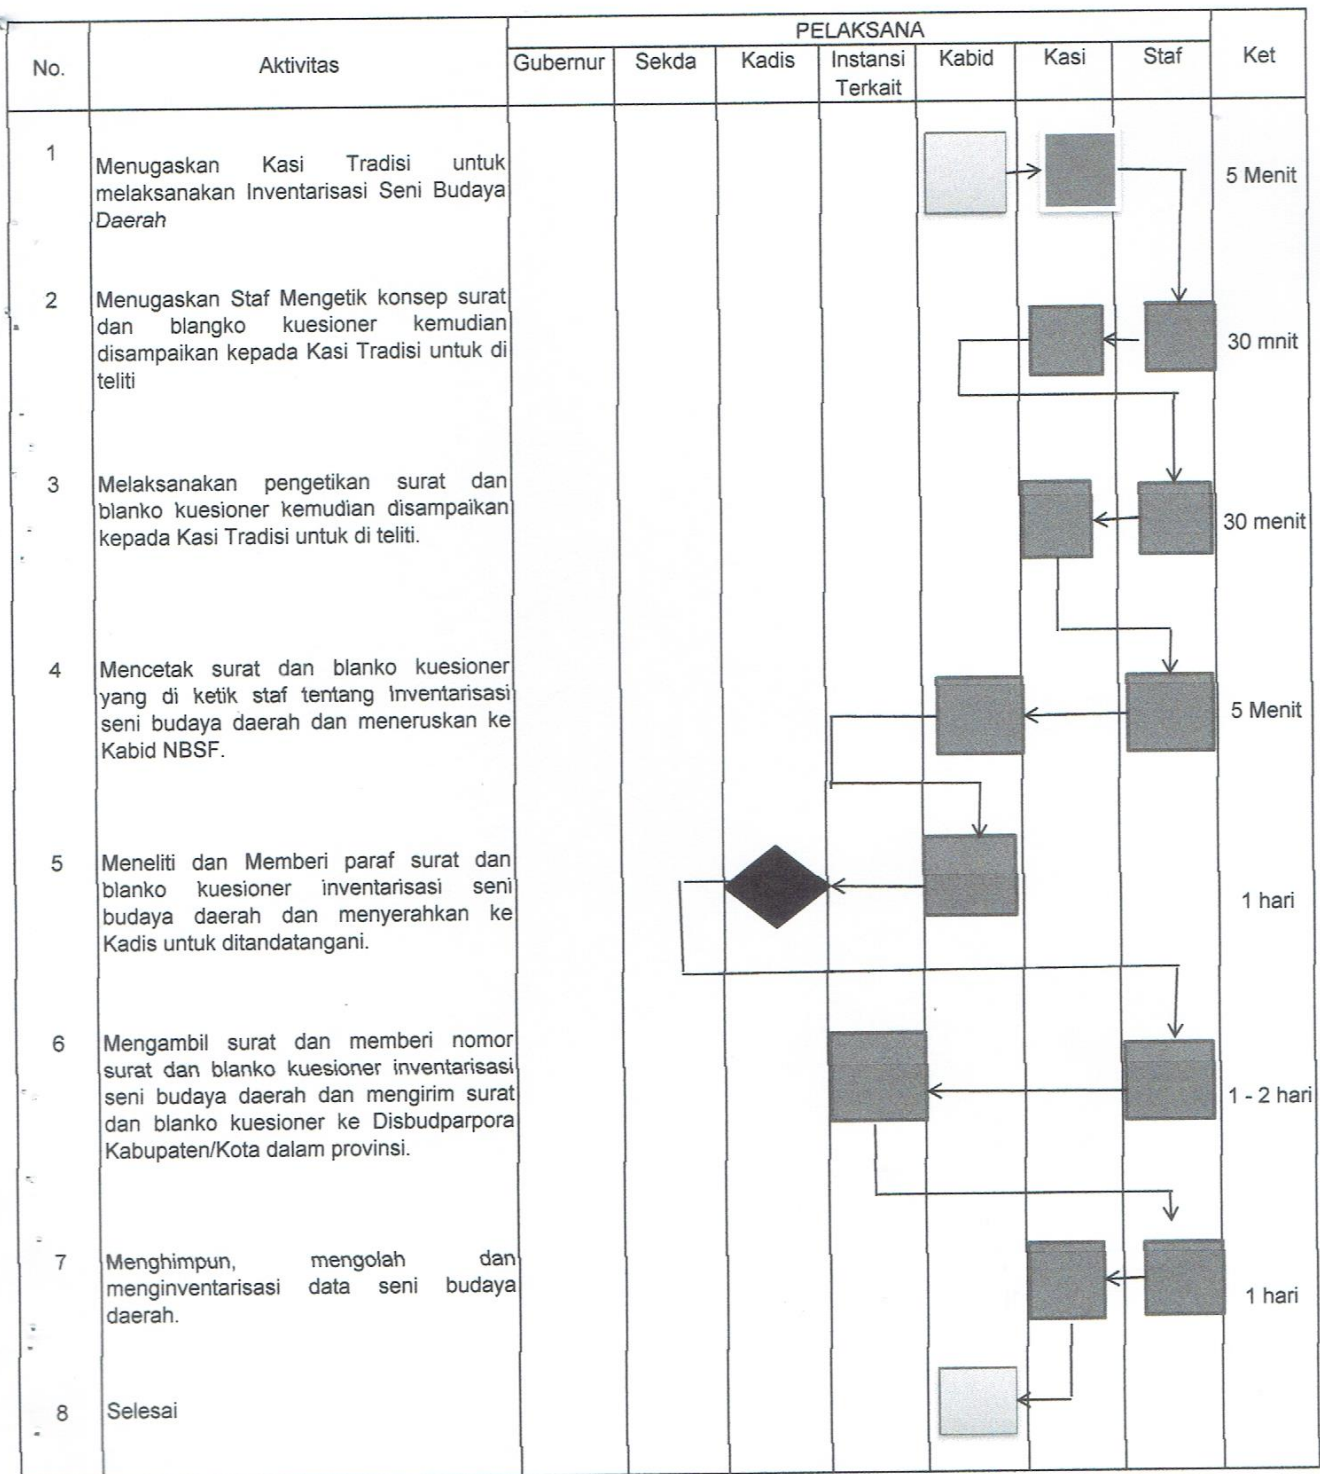 PELAKSANA
No.
Aktivitas
Gubernur
Sekda
Kadis
Instansi
Terkait
Kabid
Kasi
Staf
Ket
1
Menugaskan Kasi Tradisi untuk
melaksanakan Inventarisasi Seni Budaya
Daerah
5 Menit
2
Menugaskan Staf Mengetik konsep surat
dan blangko kuesioner kemudian
disampaikan kepada Kasi Tradisi untuk di
teliti
30 mnit
3
Melaksanakan pengetikan surat dan
blanko kuesioner kemudian disampaikan
kepada Kasi Tradisi untuk di teliti.
30 menit
4
Mencetak surat dan blanko kuesioner
yang di ketik staf tentang Inventarisasi
seni budaya daerah dan meneruskan ke
Kabid NBSF.
5 Menit
5
Meneliti dan Memberi paraf surat dan
blanko kuesioner inventarisasi seni
budaya daerah dan menyerahkan ke
Kadis untuk ditandatangani.
1 hari
6
Mengambil surat dan memberi nomor
surat dan blanko kuesioner inventarisasi
seni budaya daerah dan mengirim surat
dan blanko kuesioner ke Disbudparpora
Kabupaten/Kota dalam provinsi.
1 - 2 hari
7
Menghimpun, mengolah dan
menginventarisasi data seni budaya
daerah.
1 hari
8
Selesai